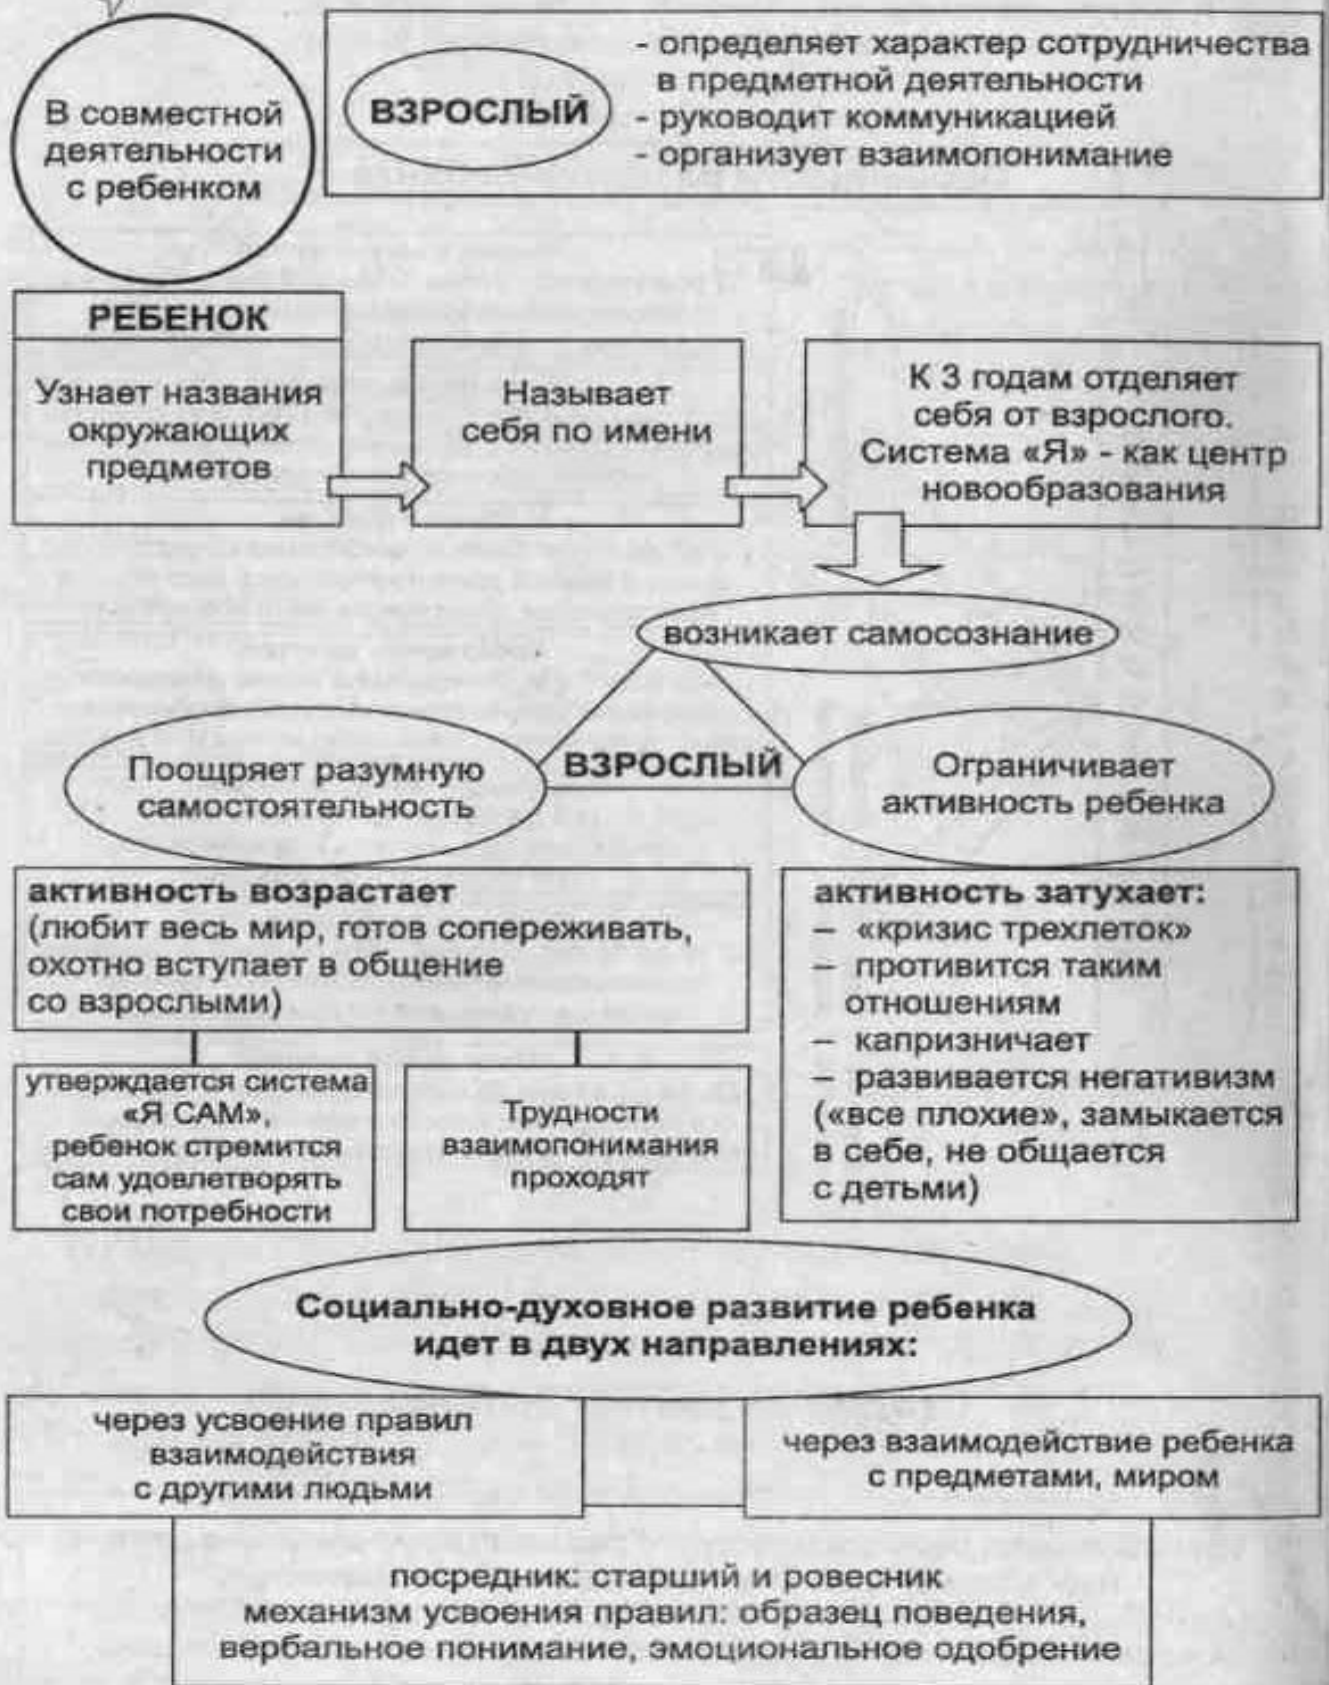 В совместной
деятельности
с ребенком
ВЗРОСЛЫЙ
- определяет характер сотрудничества
в предметной деятельности
- руководит коммуникацией
- организует взаимопонимание
РЕБЕНОК
Узнает названия
окружающих
предметов
Называет
себя по имени
К 3 годам отделяет
себя от взрослого.
Система «Я» - как центр
новообразования
возникает самосознание
Поощряет разумную
самостоятельность
ВЗРОСЛЫЙ
Ограничивает
активность ребенка
активность возрастает
(любит весь мир, готов сопереживать,
охотно вступает в общение
со взрослыми)
утверждается система
«Я САМ»,
ребенок стремится
сам удовлетворять
свои потребности
Трудности
взаимопонимания
проходят
активность затухает:
– «кризис трехлеток»
– противится таким
отношениям
– капризничает
– развивается негативизм
(«все плохие», замыкается
в себе, не общается
с детьми)
Социально-духовное развитие ребенка
идет в двух направлениях:
через усвоение правил
взаимодействия
с другими людьми
через взаимодействие ребенка
с предметами, миром
посредник: старший и ровесник
механизм усвоения правил: образец поведения,
вербальное понимание, эмоциональное одобрение